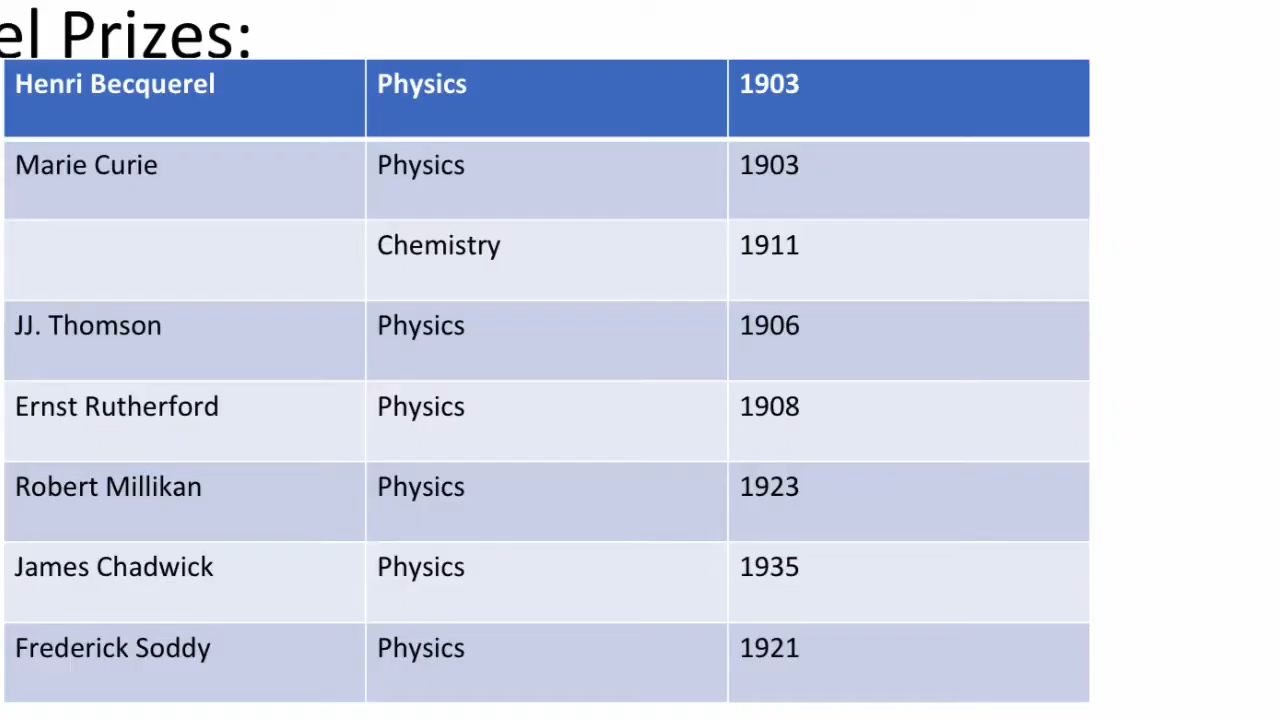 el Prizes:
Henri Becquerel Physics 1903
Marie Curie Physics 1903
Chemistry 1911
JJ. Thomson Physics 1906
Ernst Rutherford Physics 1908
Robert Millikan Physics 1923
James Chadwick Physics 1935
Frederick Soddy Physics 1921